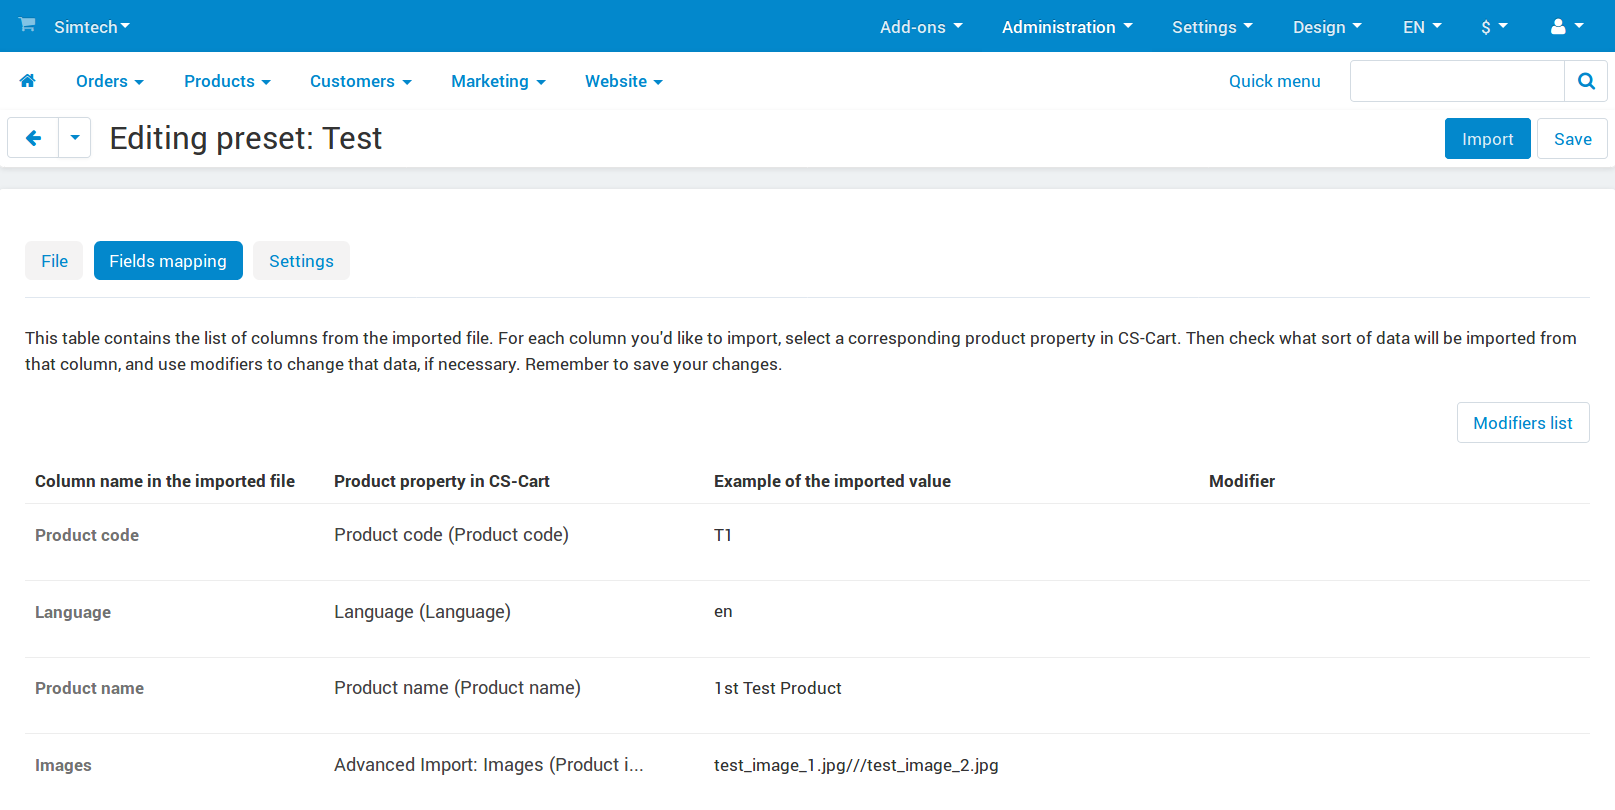 Simtech Add-ons Administration Settings Design EN $
Orders Products Customers Marketing Website Quick menu
Editing preset: Test Import Save
File Fields mapping Settings
This table contains the list of columns from the imported file. For each column you'd like to import, select a corresponding product property in CS-Cart. Then check what sort of data will be imported from
that column, and use modifiers to change that data, if necessary. Remember to save your changes.
Modifiers list
Column name in the imported file Product property in CS-Cart Example of the imported value Modifier
Product code Product code (Product code) T1
Language Language (Language) en
Product name Product name (Product name) 1st Test Product
Images Advanced Import: Images (Product i... test_image_1.jpg///test_image_2.jpg